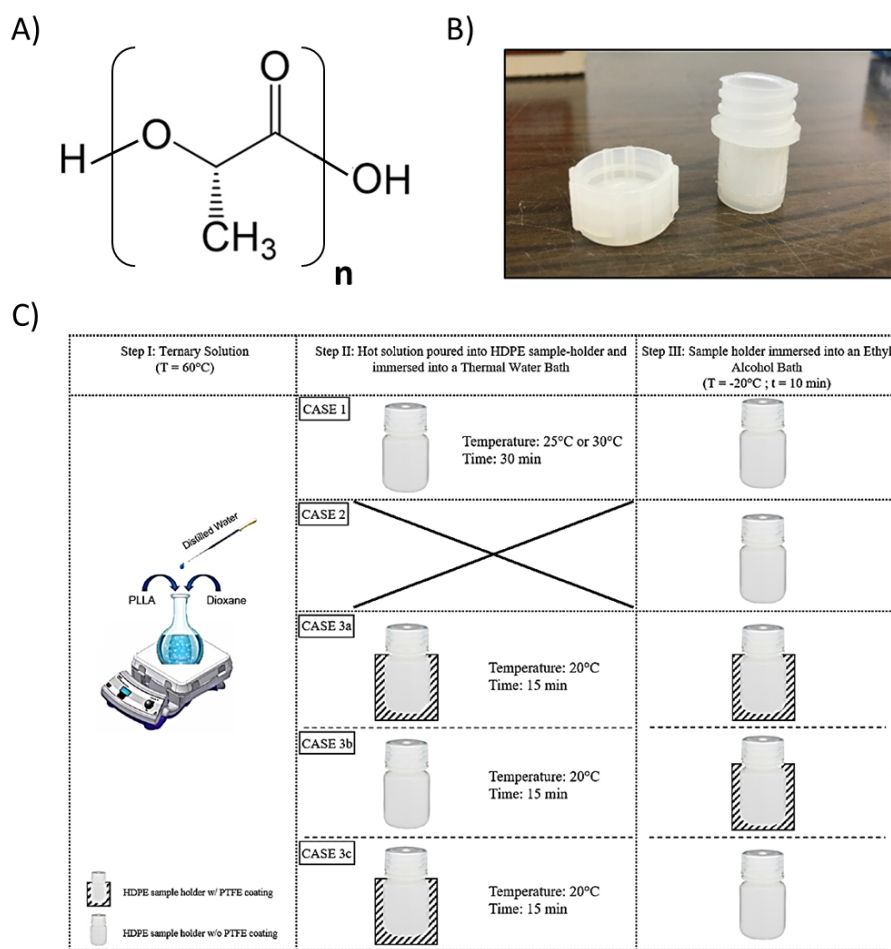 A)
H
O
O
CH3
OH
n
B)
C)
Step I: Ternary Solution
(T = 60°C)
Step II: Hot solution poured into HDPE sample-holder and
immersed into a Thermal Water Bath
Step III: Sample holder immersed into an Ethyl
Alcohol Bath
(T = -20°C ; t = 10 min)
CASE 1
Temperature: 25°C or 30°C
Time: 30 min
CASE 2
Distilled Water
PLLA
Dioxane
CASE 3a
Temperature: 20°C
Time: 15 min
CASE 3b
Temperature: 20°C
Time: 15 min
CASE 3c
Temperature: 20°C
Time: 15 min
HDPE sample holder w/ PTFE coating
HDPE sample holder w/o PTFE coating